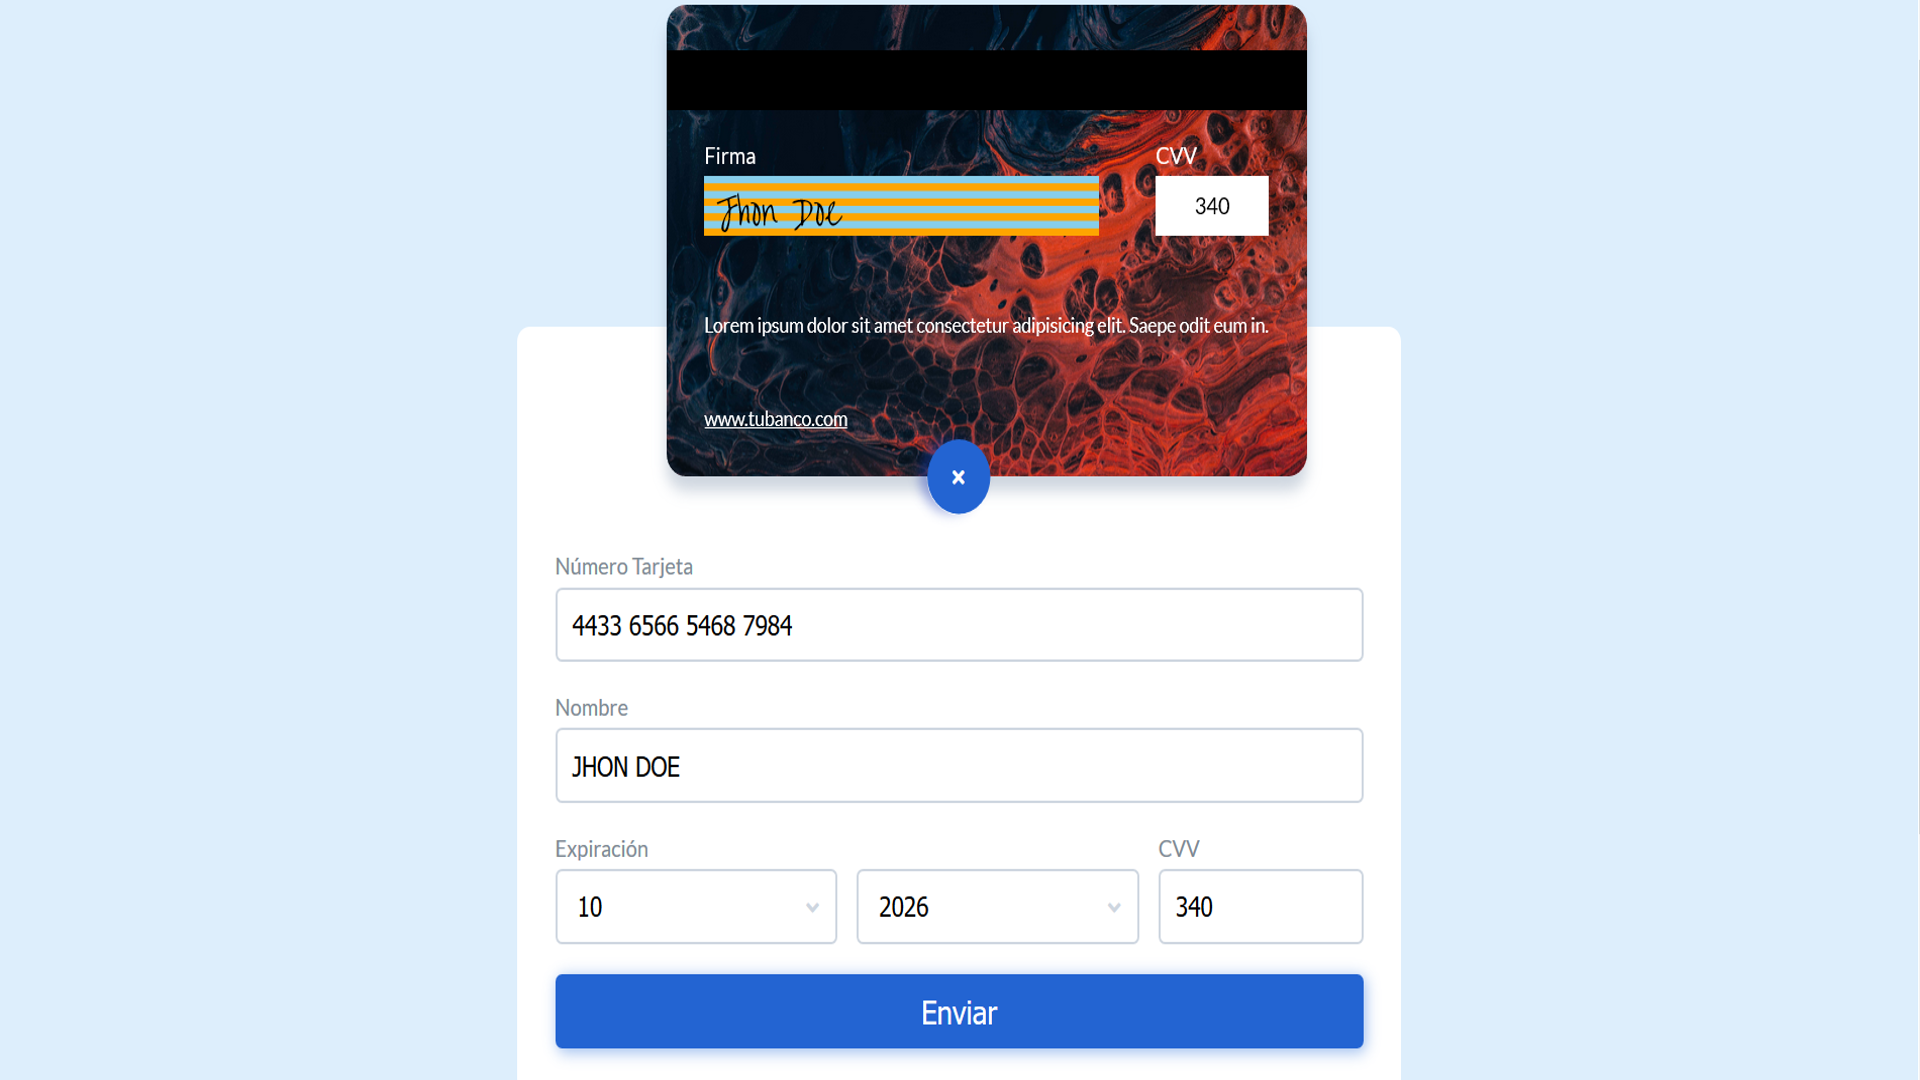 Firma
CVV
Jhon Doe
340
Lorem ipsum dolor sit amet consectetur adipisicing elit. Saepe odit eum in.
www.tubanco.com
×
Número Tarjeta
4433 6566 5468 7984
Nombre
JHON DOE
Expiración
CVV
10
2026
340
Enviar